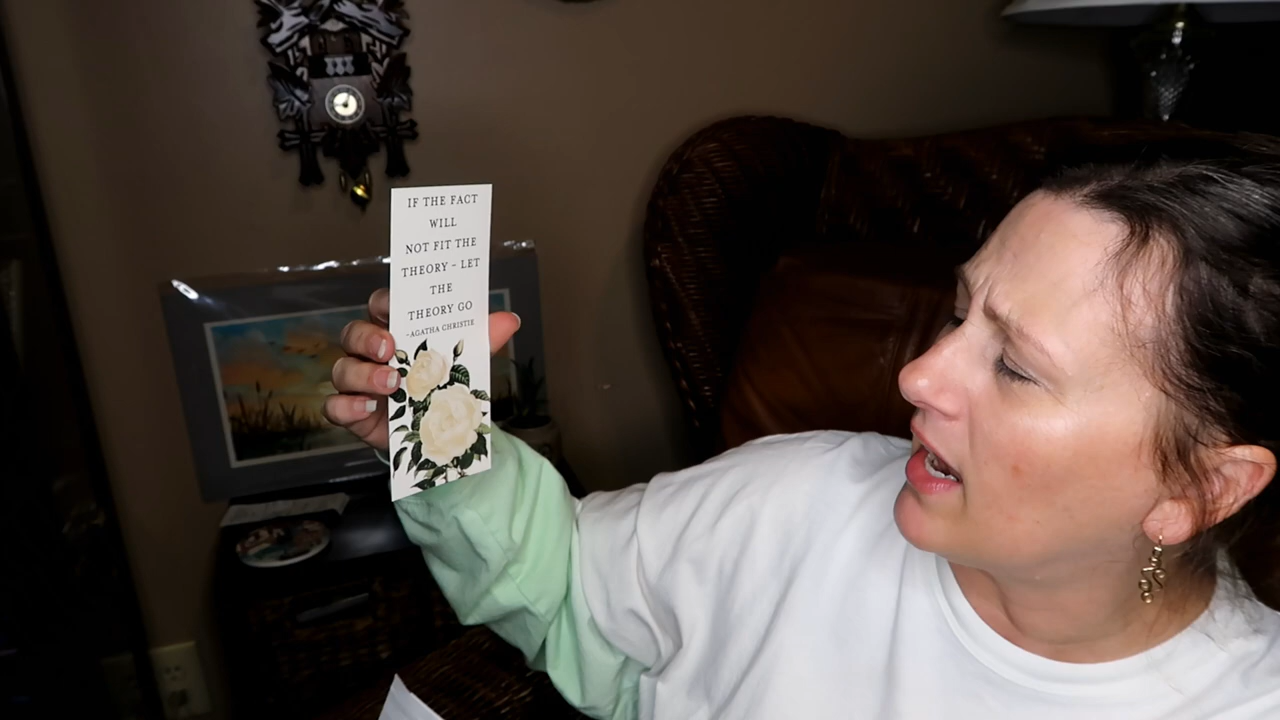 IF THE FACT
WILL
NOT FIT THE
THEORY – LET
THE
THEORY GO
-AGATHA CHRISTIE